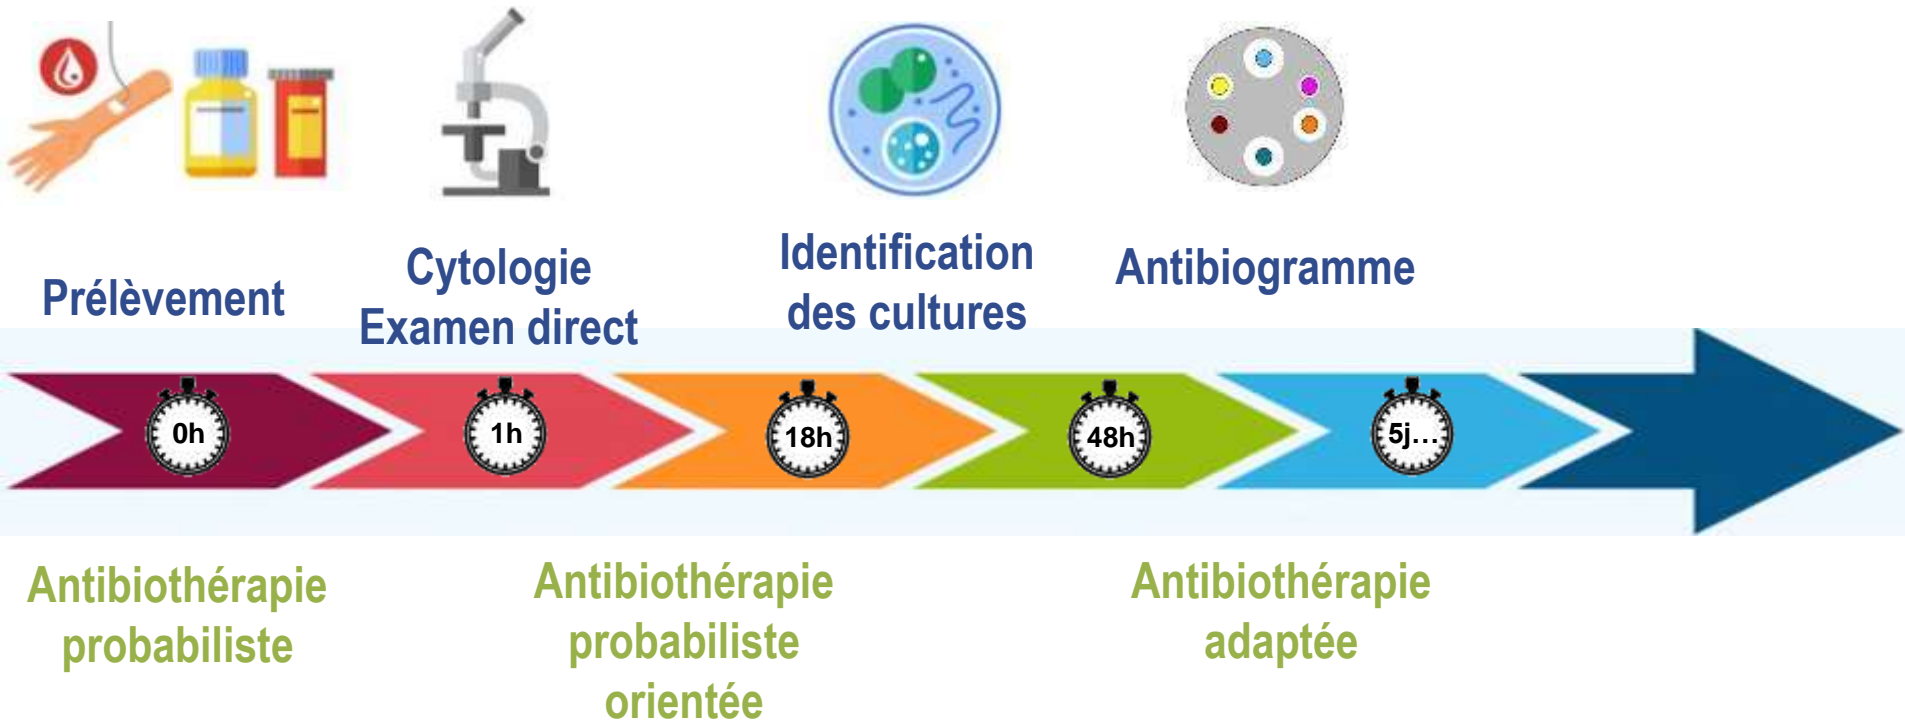 Prélèvement
Cytologie
Examen direct
Identification
des cultures
Antibiogramme
0h
1h
18h
48h
5j...
Antibiothérapie
probabiliste
Antibiothérapie
probabiliste
orientée
Antibiothérapie
adaptée